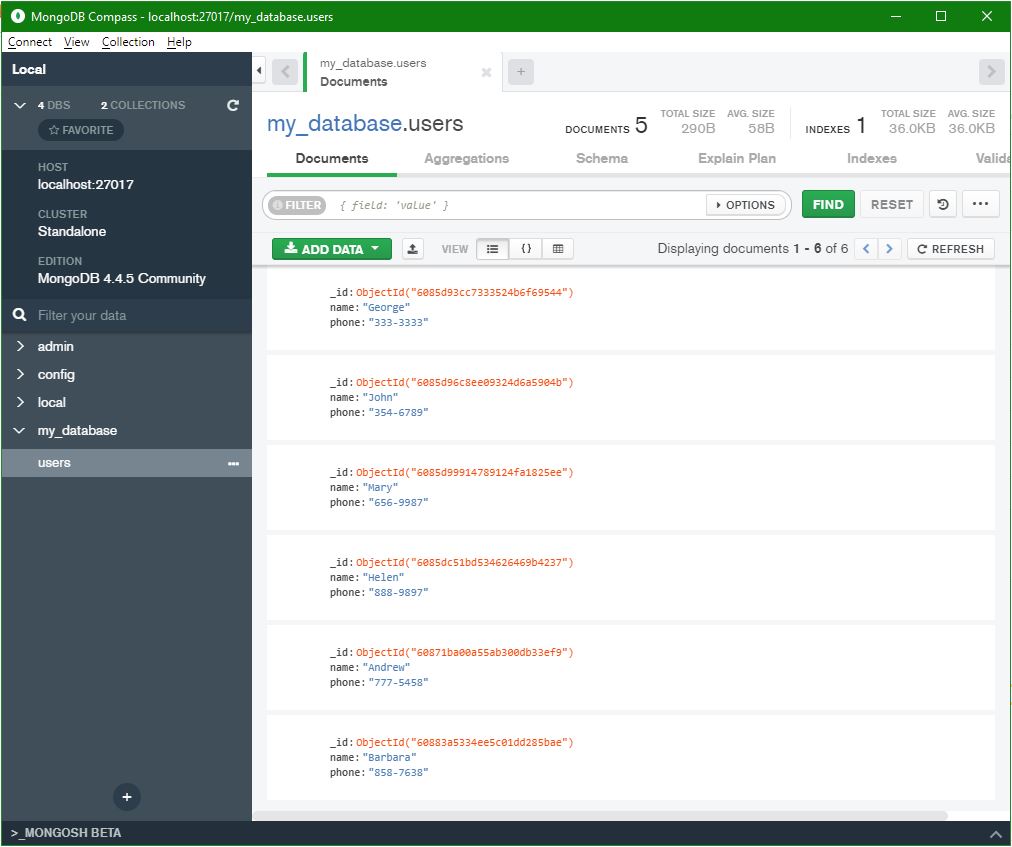 MongoDB Compass - localhost:27017/my_database.users
Connect View Collection Help
Local
4 DBS 2 COLLECTIONS
FAVORITE
HOST
localhost:27017
CLUSTER
Standalone
EDITION
MongoDB 4.4.5 Community
Filter your data
admin
config
local
my_database
users
>_MONGOSH BETA
my_database.users
Documents
my_database.users
DOCUMENTS 5
TOTAL SIZE
290B
AVG. SIZE
58B
INDEXES 1
TOTAL SIZE
36.0KB
AVG. SIZE
36.0KB
Documents Aggregations Schema Explain Plan Indexes Valida
FILTER { field: 'value' } OPTIONS FIND RESET
ADD DATA VIEW {} Displaying documents 1 - 6 of 6 REFRESH
_id: ObjectId("6085d93cc7333524b6f69544")
name: "George"
phone: "333-3333"
_id: ObjectId("6085d96c8ee09324d6a5904b")
name: "John"
phone: "354-6789"
_id: ObjectId("6085d99914789124fa1825ee")
name: "Mary"
phone: "656-9987"
_id: ObjectId("6085dc51bd534626469b4237")
name: "Helen"
phone: "888-9897"
_id: ObjectId("60871ba00a55ab300db33ef9")
name: "Andrew"
phone: "777-5458"
_id: ObjectId("60883a5334ee5c01dd285bae")
name: "Barbara"
phone: "858-7638"